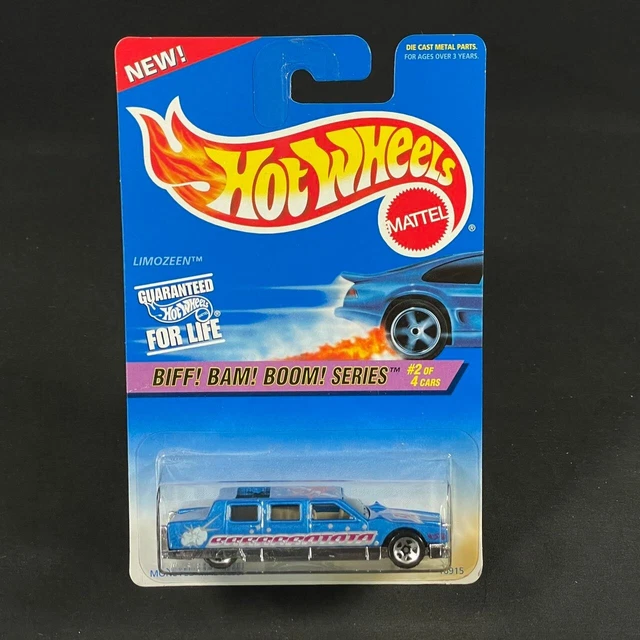 NEW!
DIE CAST METAL PARTS.
FOR AGES OVER 3 YEARS.
HOT WHEELS
MATTEL
®
LIMOZEEN™
GUARANTEED
HOT WHEELS®
FOR LIFE
BIFF! BAM! BOOM! SERIES™ #2 OF
4 CARS